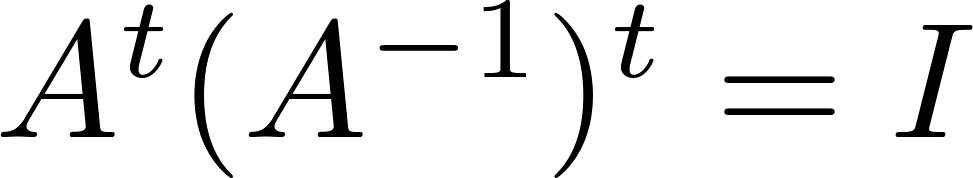 $A^t(A^{-1})^t = I$